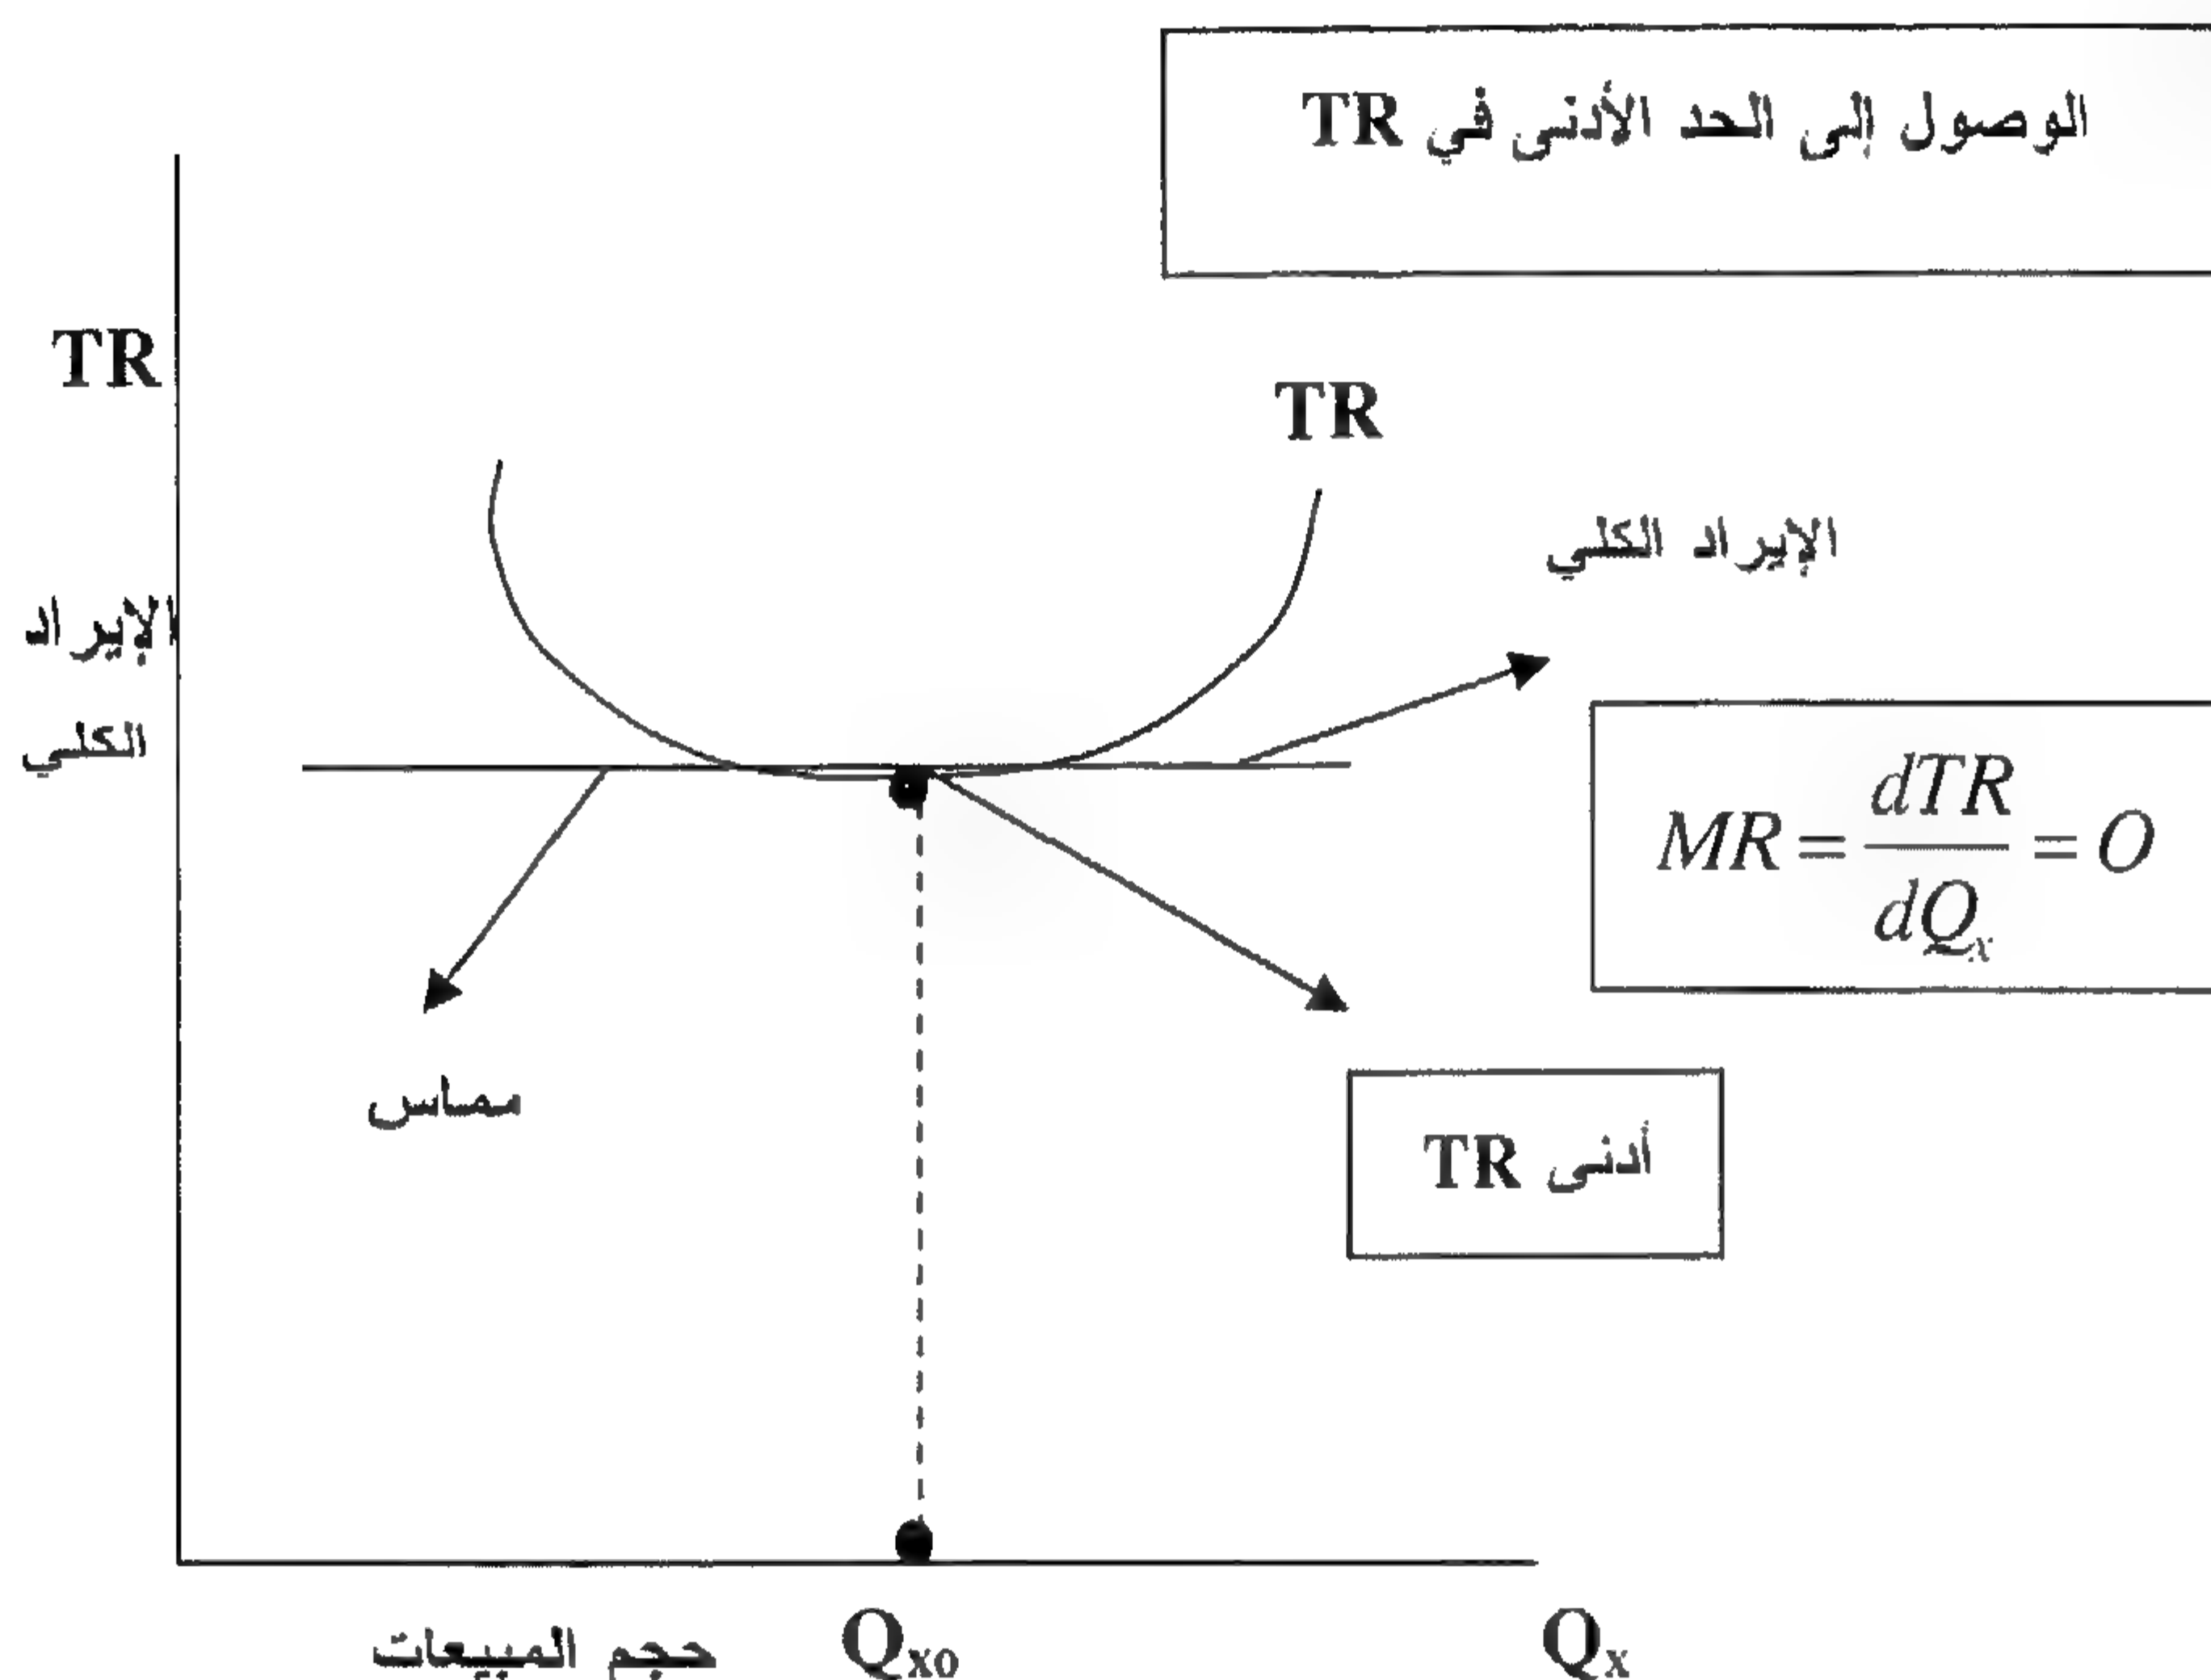 الوصول إلى الحد الأدنى في TR
TR
TR
الإيراد الكلي
الإيراد
الكلي
MR = dTR / dQx = O
مماس
أدنى TR
حجم المبيعات
Qxo
Qx